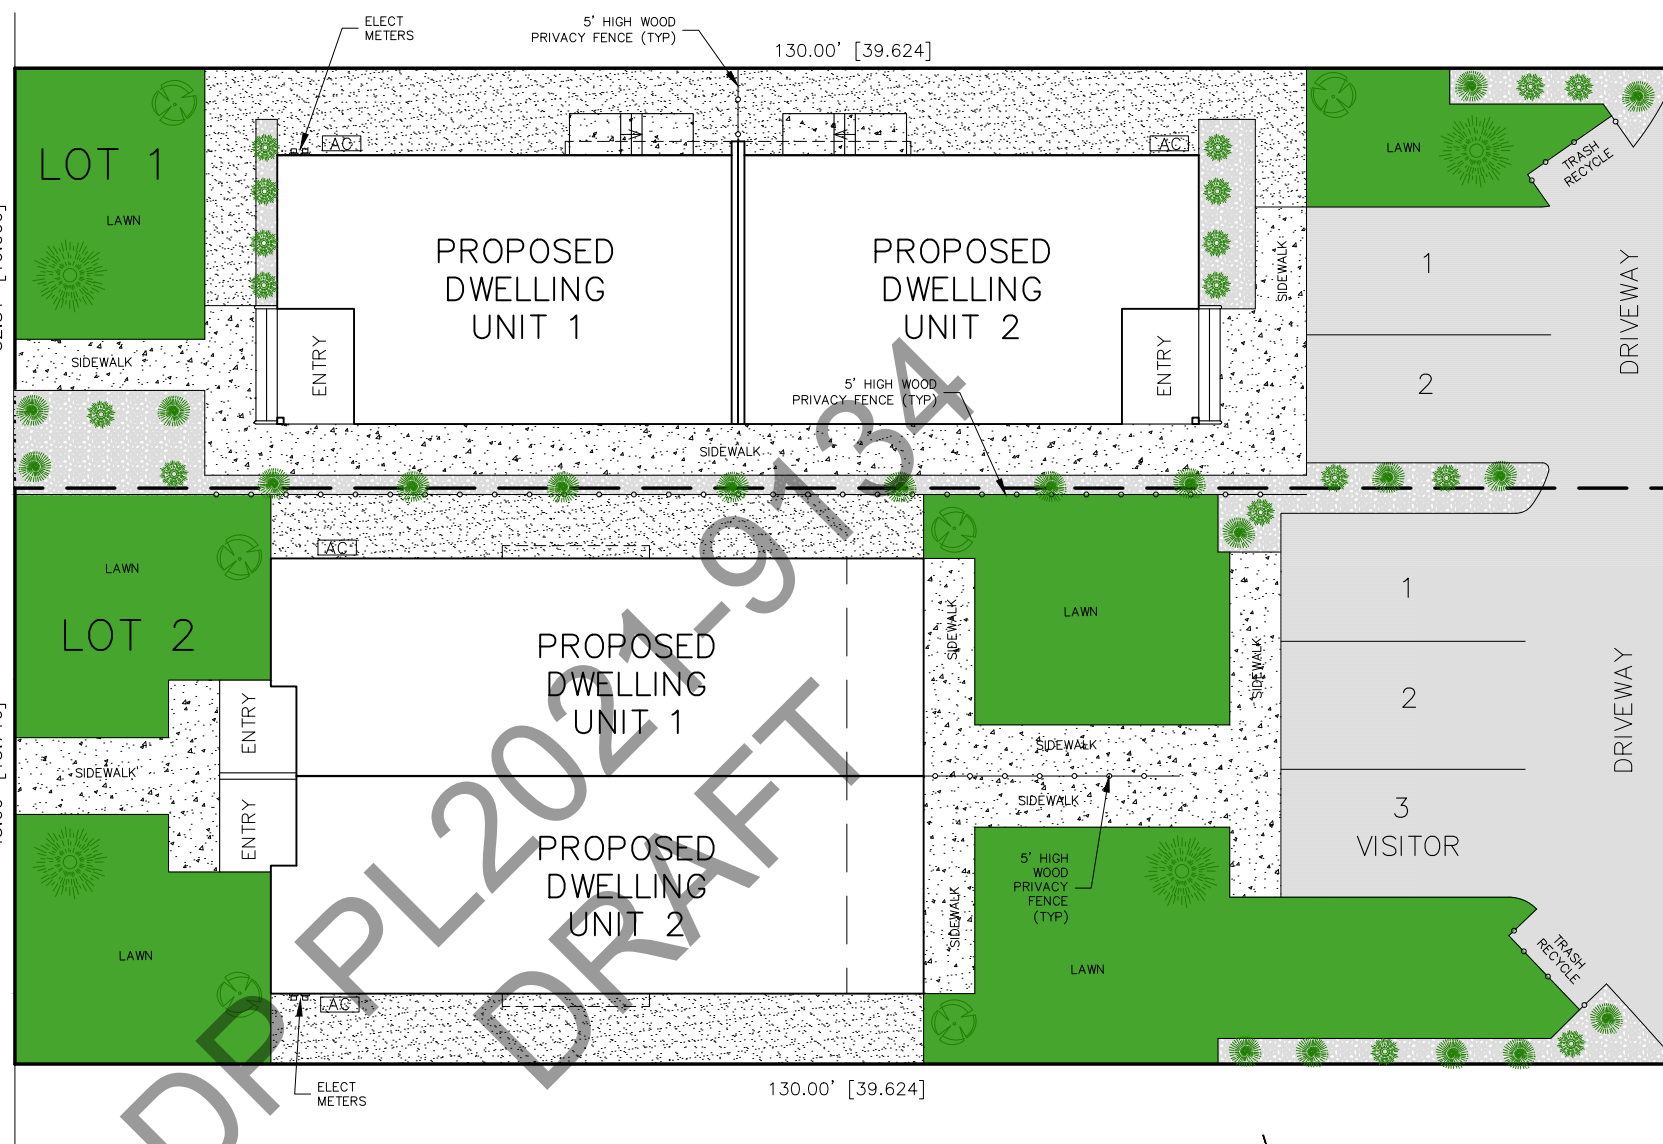 ELECT
METERS
5' HIGH WOOD
PRIVACY FENCE (TYP)
130.00' [39.624]
LOT 1
LAWN
AC
AC
LAWN
TRASH
RECYCLE
PROPOSED
DWELLING
UNIT 1
PROPOSED
DWELLING
UNIT 2
SIDEWALK
1
DRIVEWAY
ENTRY
ENTRY
SIDEWALK
2
5' HIGH WOOD
PRIVACY FENCE (TYP)
SIDEWALK
AC
LAWN
LOT 2
PROPOSED
DWELLING
UNIT 1
SIDEWALK
LAWN
SIDEWALK
1
2
DRIVEWAY
ENTRY
SIDEWALK
SIDEWALK
SIDEWALK
ENTRY
PROPOSED
DWELLING
UNIT 2
3
VISITOR
5' HIGH
WOOD
PRIVACY
FENCE
(TYP)
SIDEWALK
LAWN
LAWN
TRASH
RECYCLE
AC
ELECT
METERS
130.00' [39.624]
DP PL2021-9134
DRAFT